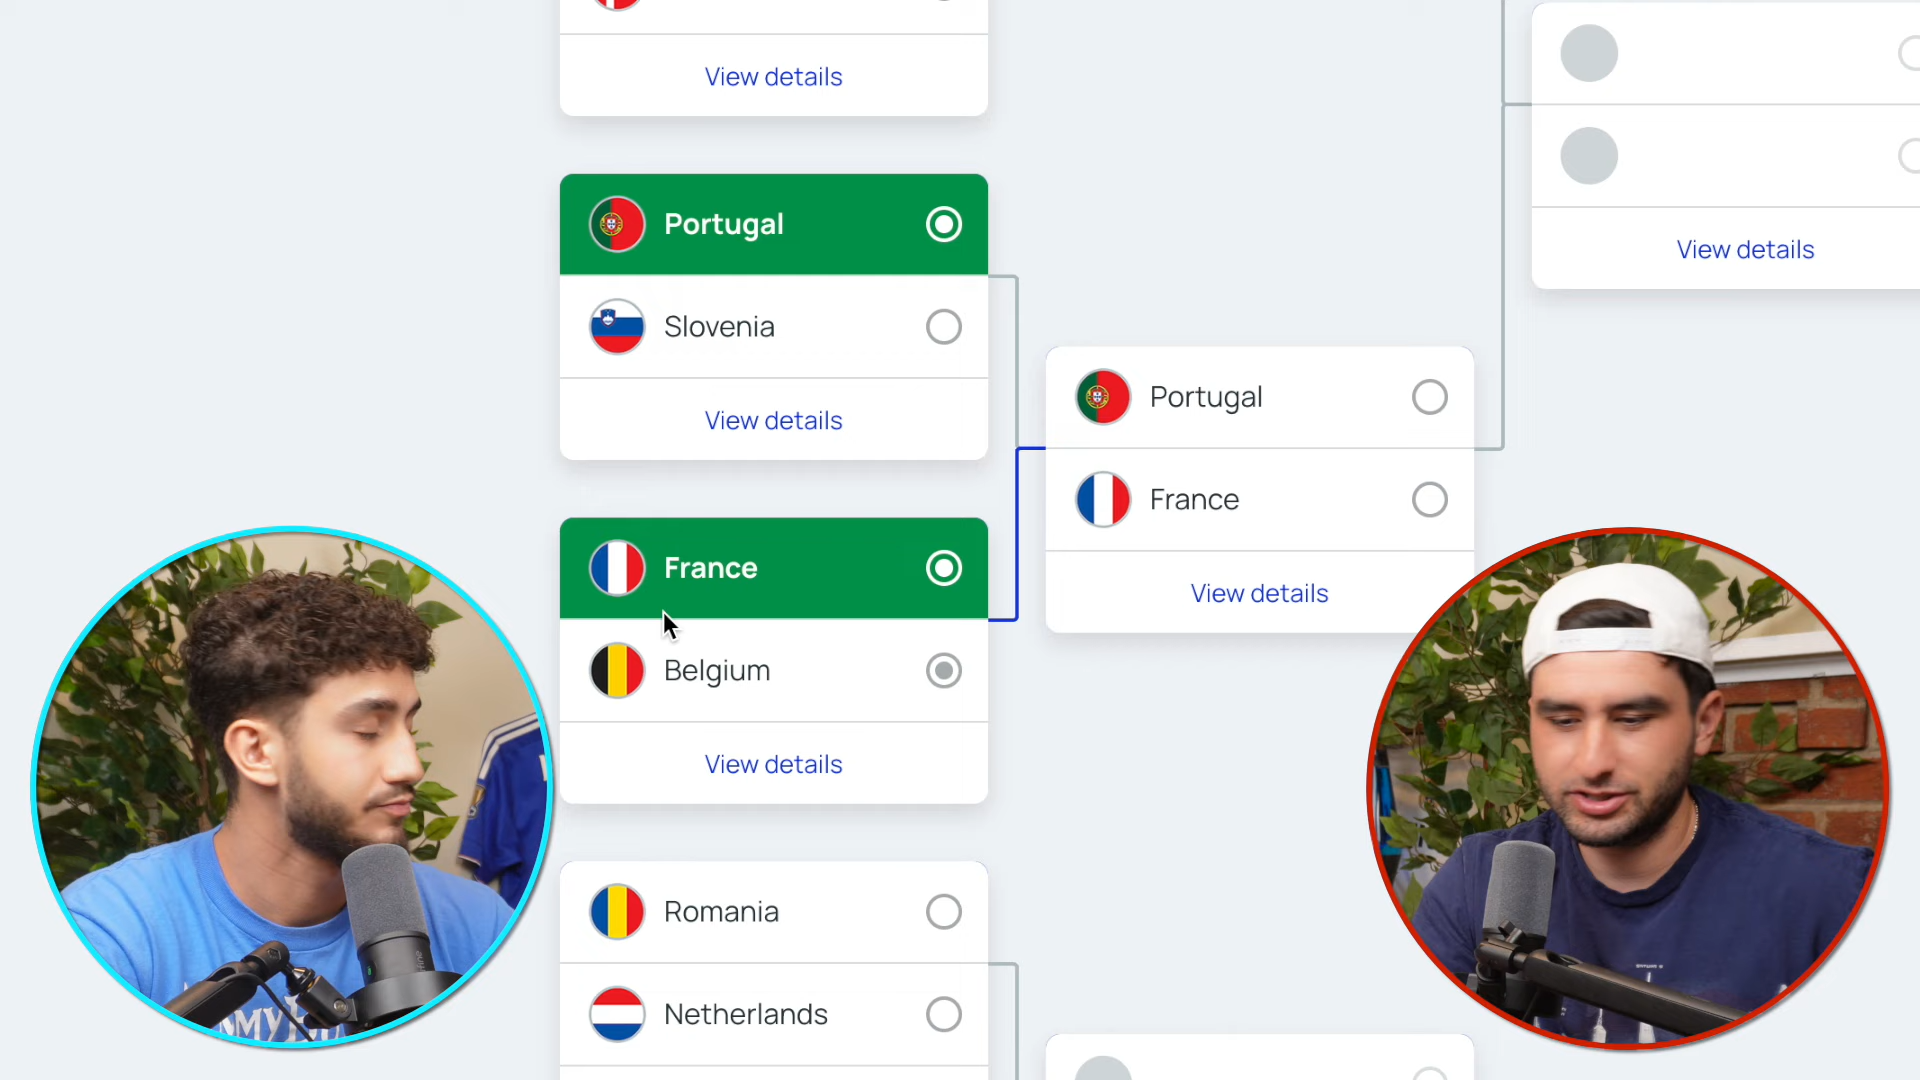 View details
Portugal
Slovenia
View details
France
Belgium
View details
Romania
Netherlands
Portugal
France
View details
View details